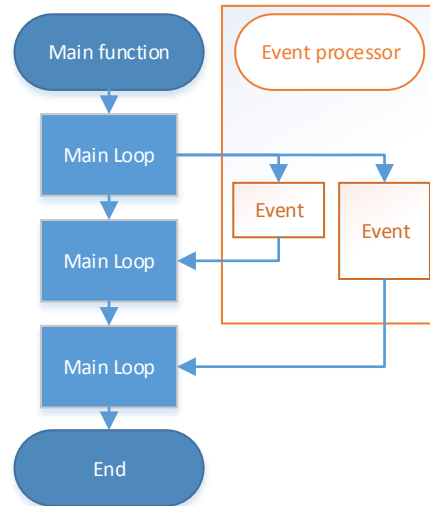 Main function
Event processor
Main Loop
Event
Event
Main Loop
Main Loop
End